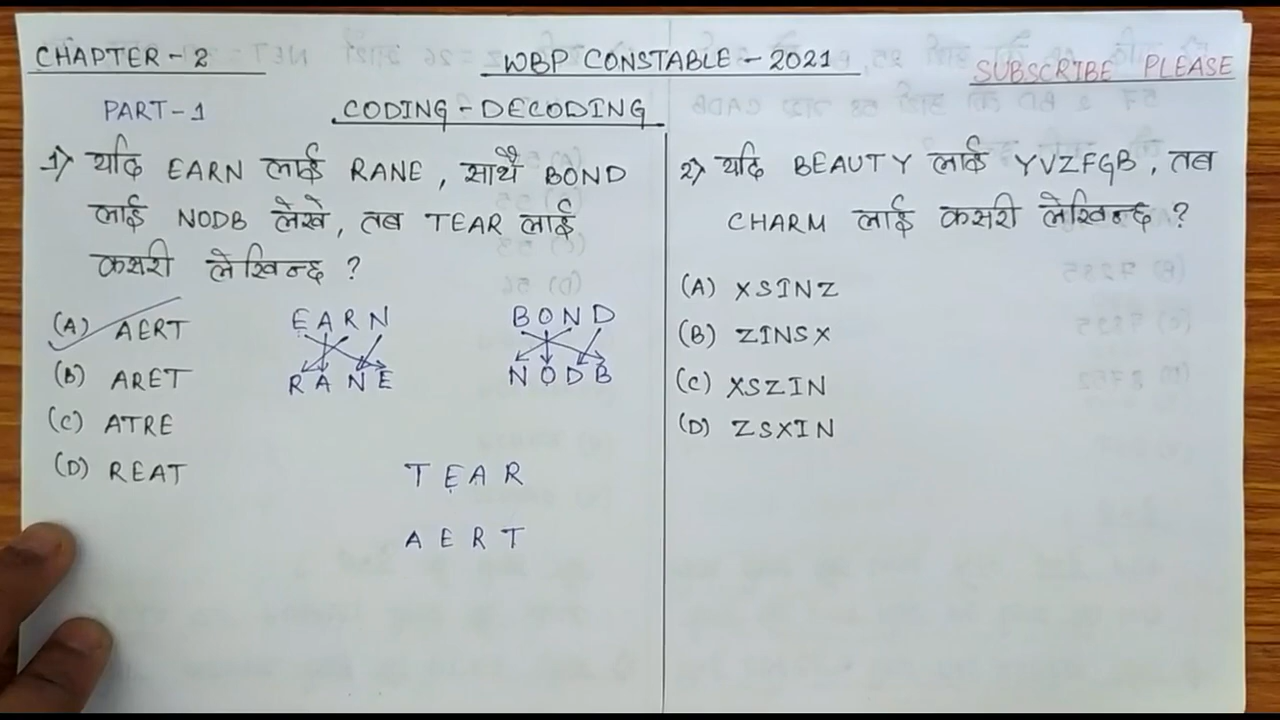 CHAPTER - 2
WBP CONSTABLE - 2021
SUBSCRIBE PLEASE
PART - 1
CODING - DECODING
1) यदि EARN लाई RANE, साथै BOND
लाई NODB लेखे, तब TEAR लाई
कसरी लेखिन्छ ?
(A) AERT
(B) ARET
(C) ATRE
(D) REAT
EARN
RANE
BOND
NODB
TEAR
AERT
2) यदि BEAUTY लाई YVZFGB, तब
CHARM लाई कसरी लेखिन्छ ?
(A) XSINZ
(B) ZINSX
(C) XSZIN
(D) ZSXIN